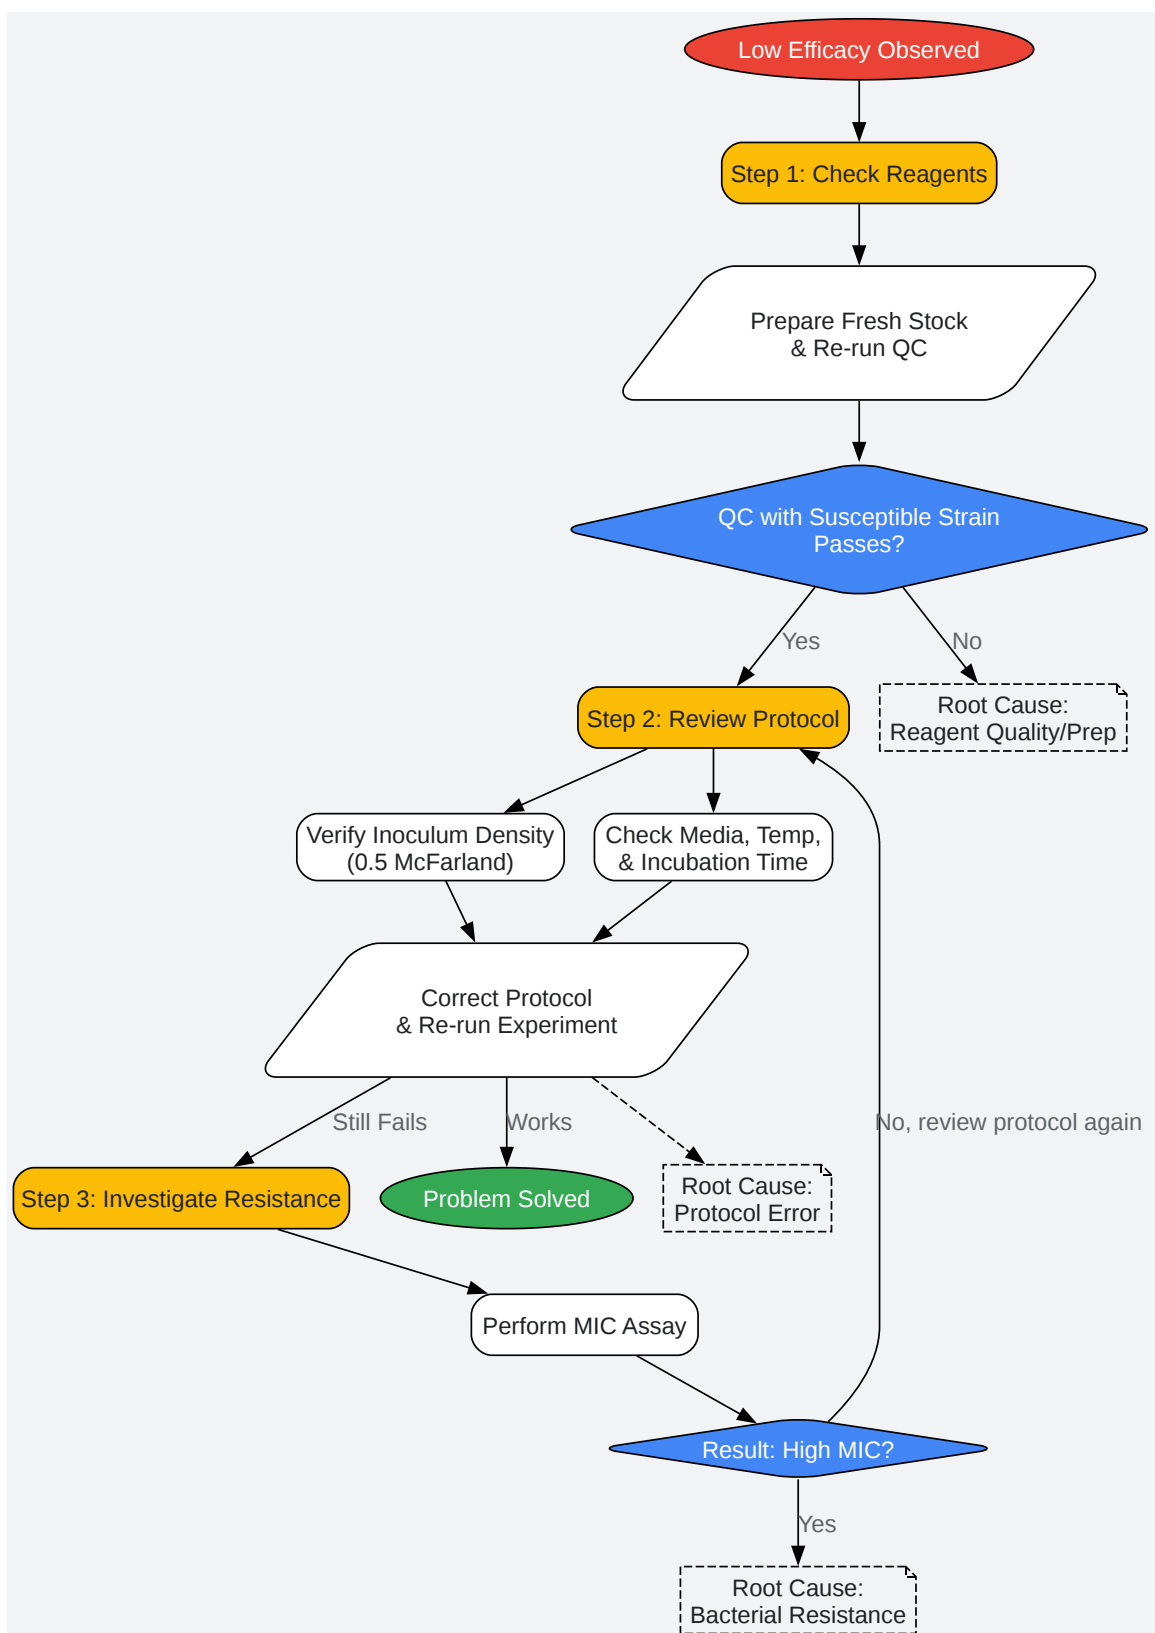 Low Efficacy Observed
Step 1: Check Reagents
Prepare Fresh Stock
& Re-run QC
QC with Susceptible Strain
Passes?
Yes
No
Step 2: Review Protocol
Root Cause:
Reagent Quality/Prep
Verify Inoculum Density
(0.5 McFarland)
Check Media, Temp,
& Incubation Time
Correct Protocol
& Re-run Experiment
Still Fails
Works
No, review protocol again
Step 3: Investigate Resistance
Problem Solved
Root Cause:
Protocol Error
Perform MIC Assay
Result: High MIC?
Yes
Root Cause:
Bacterial Resistance